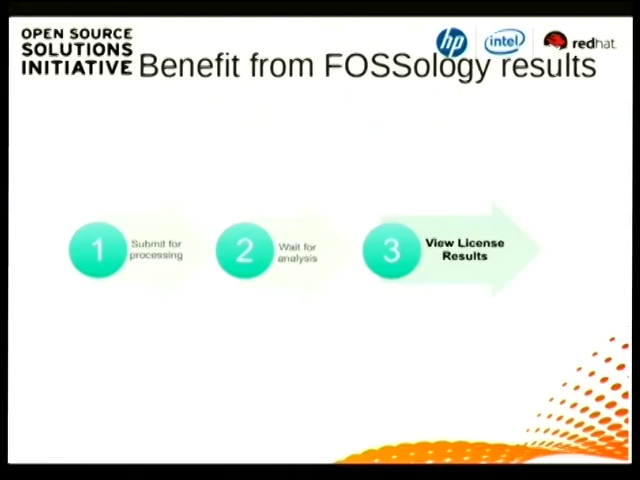 OPEN SOURCE
SOLUTIONS
INITIATIVE
hp
intel
redhat.
Benefit from FOSSology results
1
Submit for
processing
2
Wait for
analysis
3
View License
Results